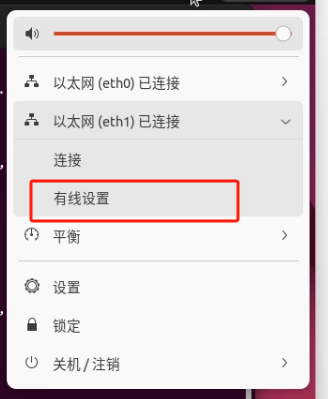 以太网 (eth0) 已连接
以太网 (eth1) 已连接
连接
有线设置
平衡
设置
锁定
关机 / 注销